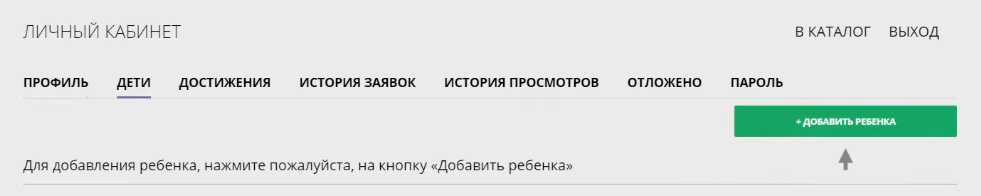 ЛИЧНЫЙ КАБИНЕТ В КАТАЛОГ ВЫХОД
ПРОФИЛЬ ДЕТИ ДОСТИЖЕНИЯ ИСТОРИЯ ЗАЯВОК ИСТОРИЯ ПРОСМОТРОВ ОТЛОЖЕНО ПАРОЛЬ
+ ДОБАВИТЬ РЕБЕНКА
Для добавления ребенка, нажмите пожалуйста, на кнопку «Добавить ребенка»